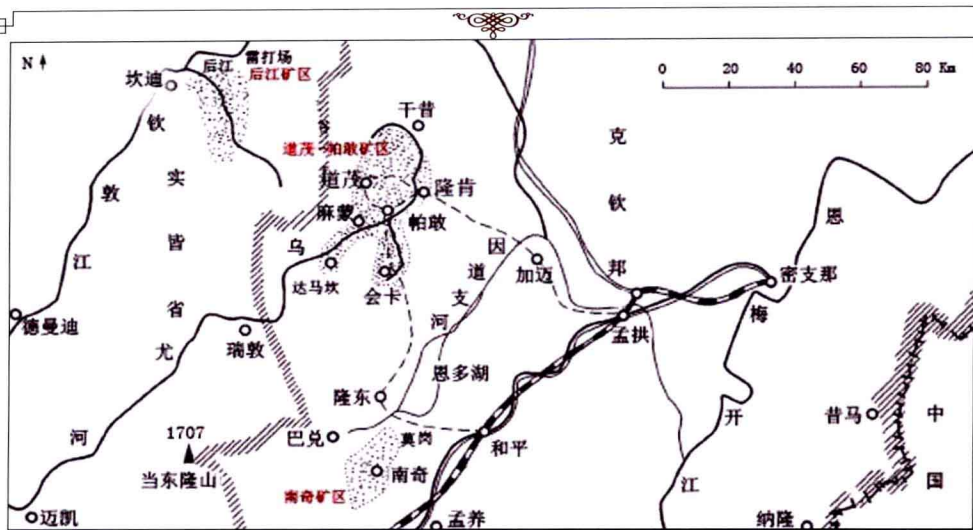 N
0 20 40 60 80 Km
雷打场
后江
后江矿区
坎迪
干昔
克钦邦
钦敦江
实皆省
道茂-帕敢矿区
道茂
隆肯
麻蒙
帕敢
乌尤河
因道支河
恩梅开江
加迈
密支那
达马坎
会卡
德曼迪
瑞敦
孟拱
恩多湖
隆东
昔马
中国
1707
巴兑
莫岗
和平
当东隆山
南奇
南奇矿区
迈凯
孟养
纳隆